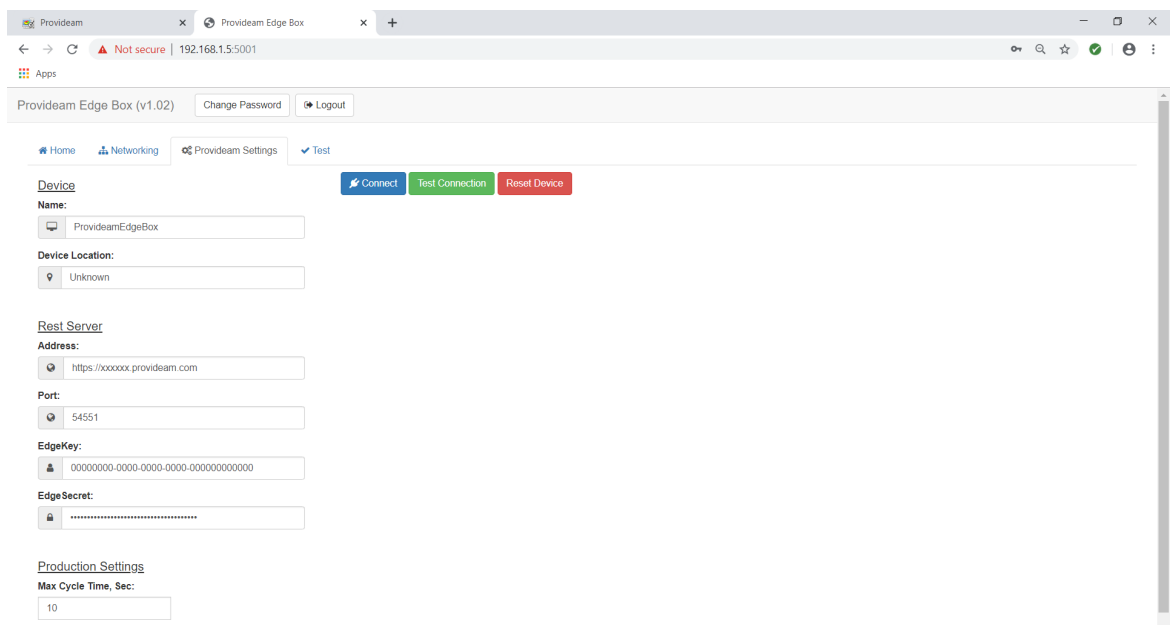 Provideam
Provideam Edge Box
Not secure | 192.168.1.5:5001
Apps
Provideam Edge Box (v1.02)
Change Password
Logout
Home
Networking
Provideam Settings
Test
Device
Connect
Test Connection
Reset Device
Name:
ProvideamEdgeBox
Device Location:
Unknown
Rest Server
Address:
https://xxxxxx.provideam.com
Port:
54551
EdgeKey:
00000000-0000-0000-0000-000000000000
EdgeSecret:
••••••••••••••••••••••••••••••••••••
Production Settings
Max Cycle Time, Sec:
10